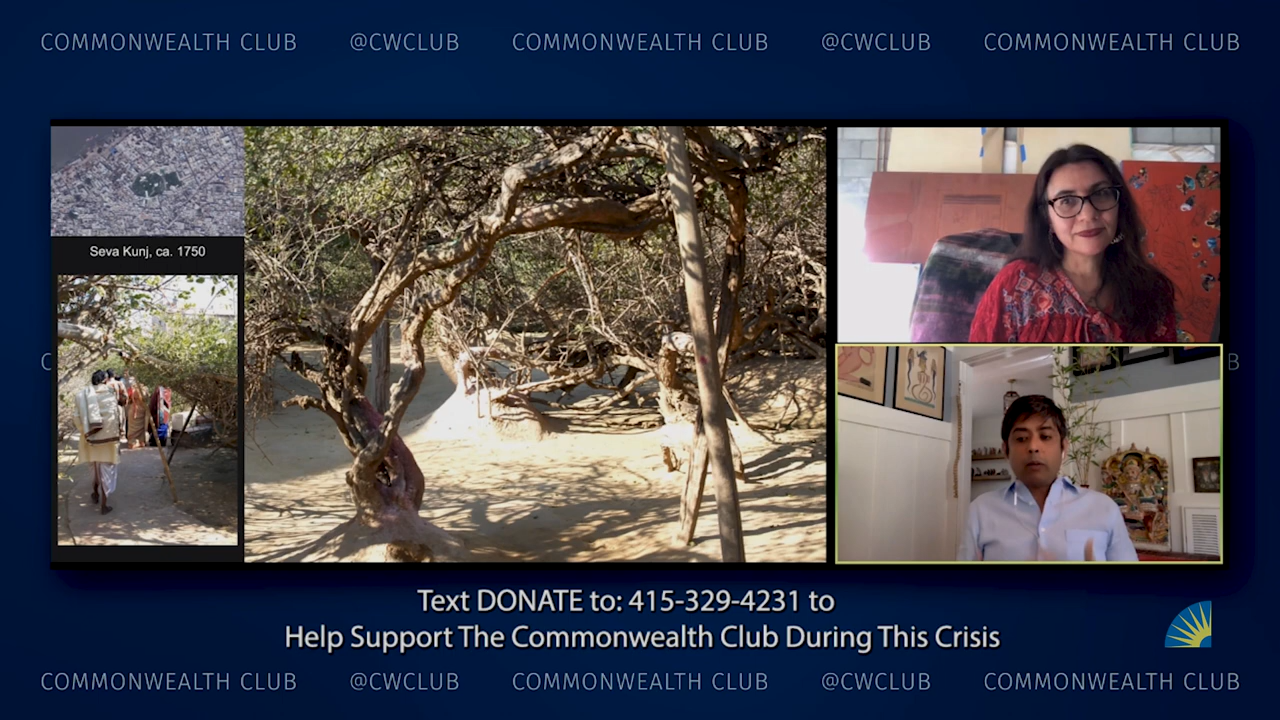 COMMONWEALTH CLUB @CWCLUB COMMONWEALTH CLUB @CWCLUB COMMONWEALTH CLUB
Seva Kunj, ca. 1750
Text DONATE to: 415-329-4231 to
Help Support The Commonwealth Club During This Crisis
COMMONWEALTH CLUB @CWCLUB COMMONWEALTH CLUB @CWCLUB COMMONWEALTH CLUB